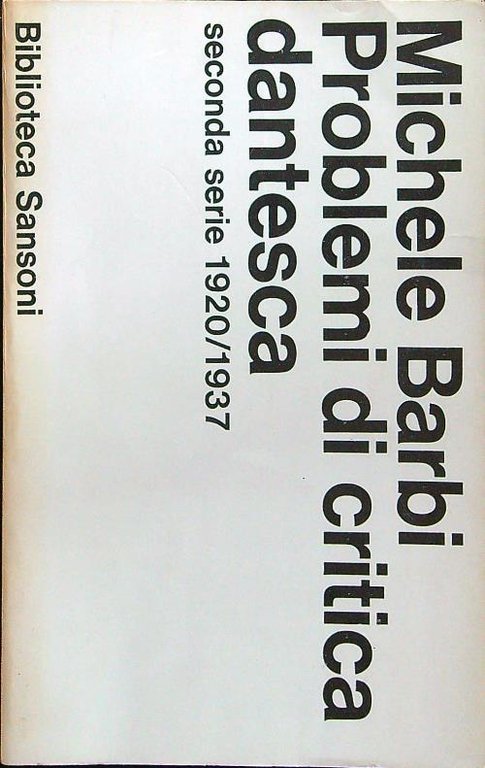 Michele Barbi
Problemi di critica
dantesca
seconda serie 1920/1937
Biblioteca Sansoni